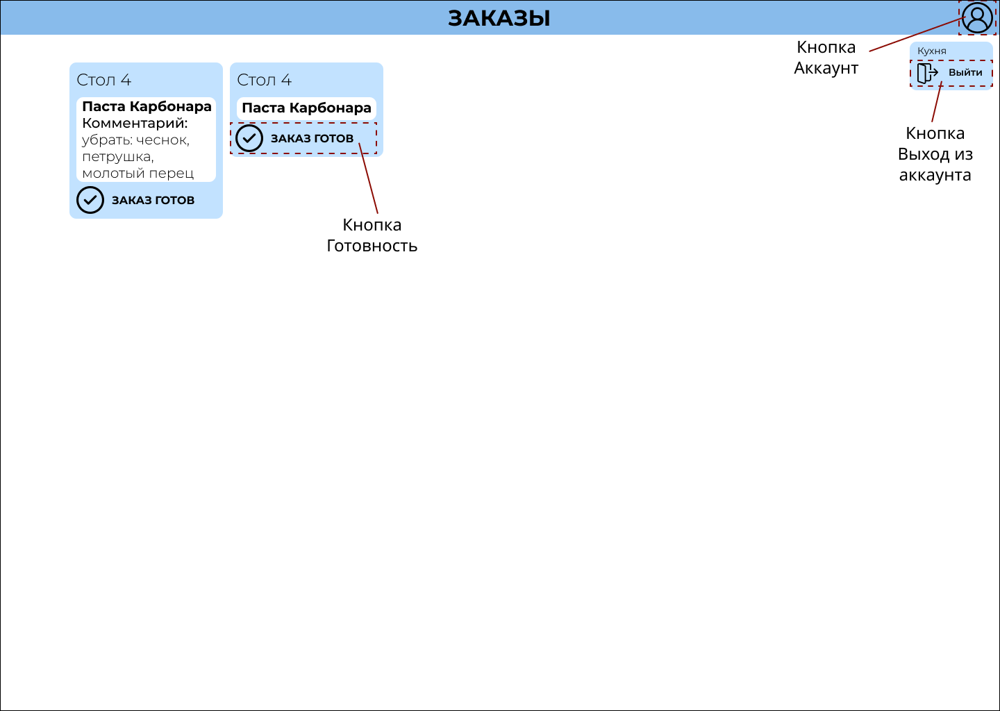 ЗАКАЗЫ
Кнопка
Аккаунт
Кухня
Выйти
Кнопка
Выход из
аккаунта
Стол 4
Паста Карбонара
Комментарий:
убрать: чеснок,
петрушка,
молотый перец
ЗАКАЗ ГОТОВ
Стол 4
Паста Карбонара
ЗАКАЗ ГОТОВ
Кнопка
Готовность